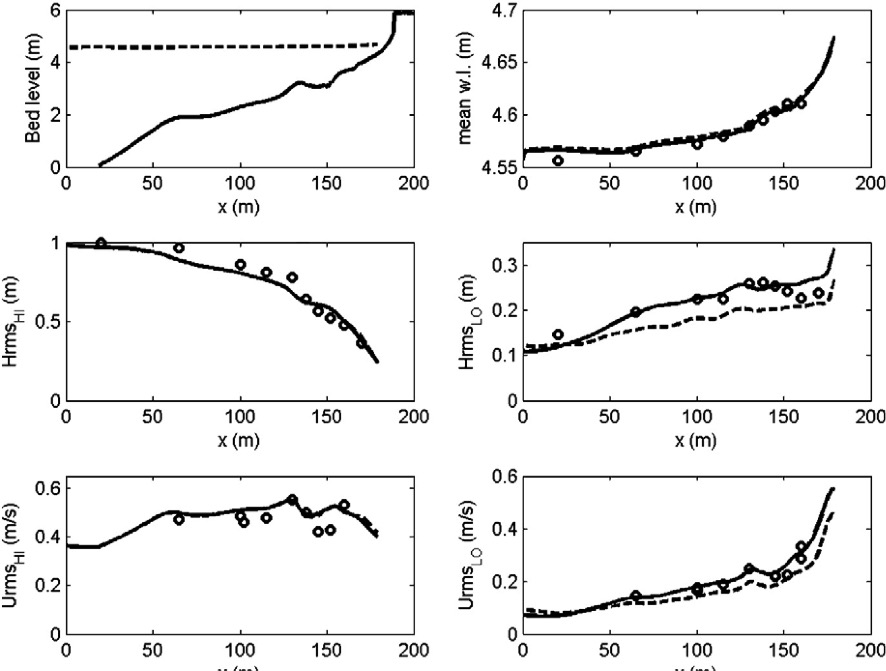 Bed level (m)
6
4
2
0
0 50 100 150 200
x (m)
mean w.l. (m)
4.7
4.65
4.6
4.55
0 50 100 150 200
x (m)
Hrms_HI (m)
1
0.5
0
0 50 100 150 200
x (m)
Hrms_LO (m)
0.3
0.2
0.1
0
0 50 100 150 200
x (m)
Urms_HI (m/s)
0.6
0.4
0.2
0
0 50 100 150 200
x (m)
Urms_LO (m/s)
0.6
0.4
0.2
0
0 50 100 150 200
x (m)